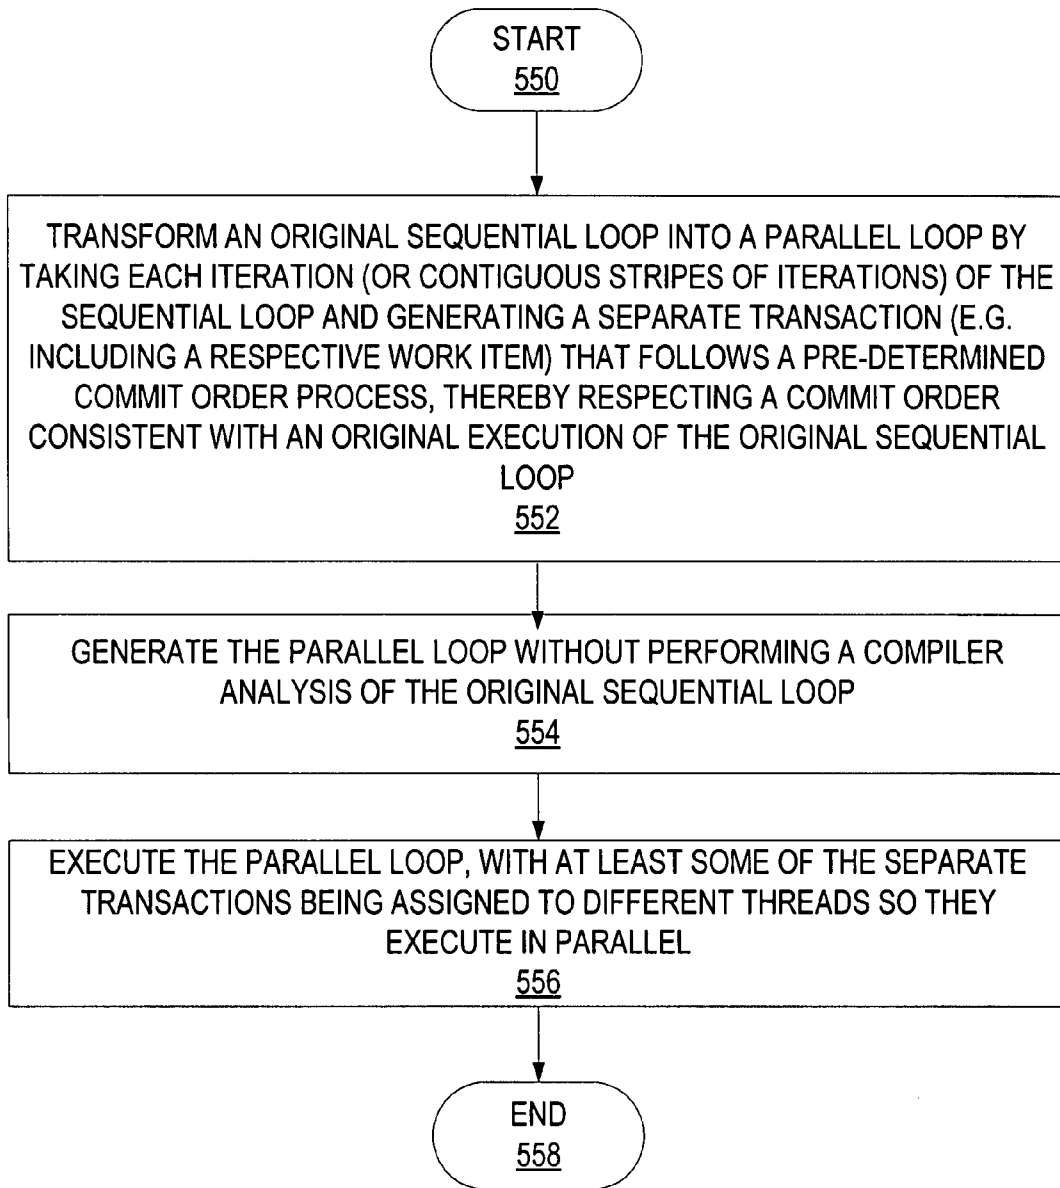 START
550
TRANSFORM AN ORIGINAL SEQUENTIAL LOOP INTO A PARALLEL LOOP BY
TAKING EACH ITERATION (OR CONTIGUOUS STRIPES OF ITERATIONS) OF THE
SEQUENTIAL LOOP AND GENERATING A SEPARATE TRANSACTION (E.G.
INCLUDING A RESPECTIVE WORK ITEM) THAT FOLLOWS A PRE-DETERMINED
COMMIT ORDER PROCESS, THEREBY RESPECTING A COMMIT ORDER
CONSISTENT WITH AN ORIGINAL EXECUTION OF THE ORIGINAL SEQUENTIAL
LOOP
552
GENERATE THE PARALLEL LOOP WITHOUT PERFORMING A COMPILER
ANALYSIS OF THE ORIGINAL SEQUENTIAL LOOP
554
EXECUTE THE PARALLEL LOOP, WITH AT LEAST SOME OF THE SEPARATE
TRANSACTIONS BEING ASSIGNED TO DIFFERENT THREADS SO THEY
EXECUTE IN PARALLEL
556
END
558